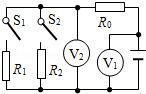 S₁ S₂ R₀
V₂ V₁
R₁ R₂